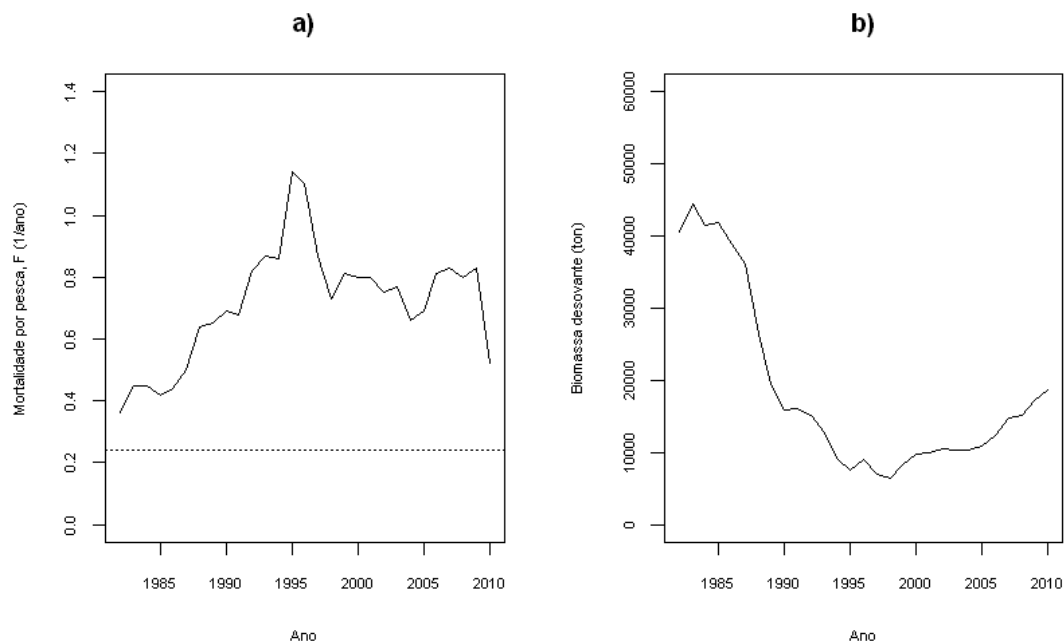 a)
Mortalidade por pesca, F (1/ano)
1.4
1.2
1.0
0.8
0.6
0.4
0.2
0.0
1985 1990 1995 2000 2005 2010
Ano
b)
Biomassa desovante (ton)
60000
50000
40000
30000
20000
10000
0
1985 1990 1995 2000 2005 2010
Ano